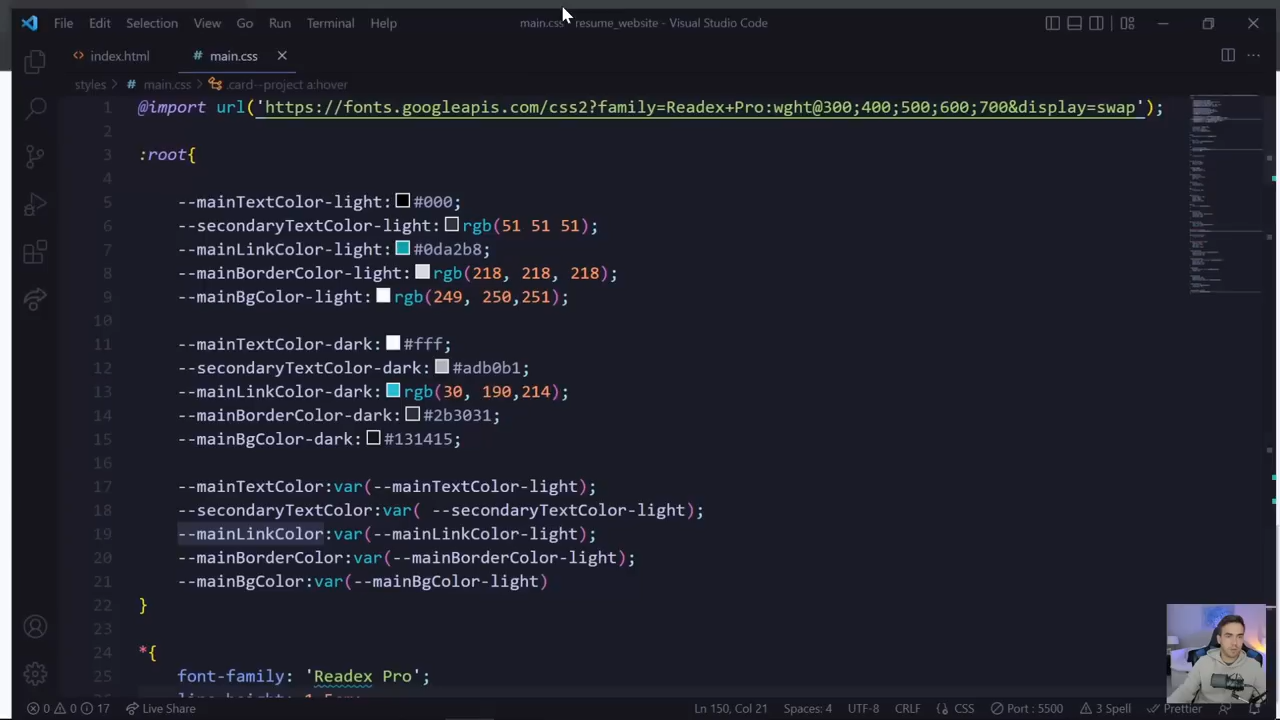 File Edit Selection View Go Run Terminal Help
main.css - resume_website - Visual Studio Code
index.html
# main.css
styles > # main.css > .card--project a:hover
1 @import url('https://fonts.googleapis.com/css2?family=Readex+Pro:wght@300;400;500;600;700&display=swap');
2
3 :root{
4
5 --mainTextColor-light: #000;
6 --secondaryTextColor-light: rgb(51 51 51);
7 --mainLinkColor-light: #0da2b8;
8 --mainBorderColor-light: rgb(218, 218, 218);
9 --mainBgColor-light: rgb(249, 250,251);
10
11 --mainTextColor-dark: #fff;
12 --secondaryTextColor-dark: #adb0b1;
13 --mainLinkColor-dark: rgb(30, 190,214);
14 --mainBorderColor-dark: #2b3031;
15 --mainBgColor-dark: #131415;
16
17 --mainTextColor:var(--mainTextColor-light);
18 --secondaryTextColor:var( --secondaryTextColor-light);
19 --mainLinkColor:var(--mainLinkColor-light);
20 --mainBorderColor:var(--mainBorderColor-light);
21 --mainBgColor:var(--mainBgColor-light)
22 }
23
24 *{
25 font-family: 'Readex Pro';
0 0 17 Live Share Ln 150, Col 21 Spaces: 4 UTF-8 CRLF { } CSS Port : 5500 3 Spell Prettier